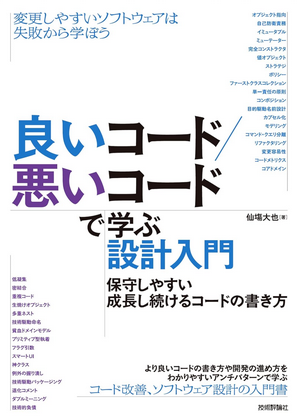 変更しやすいソフトウェアは
失敗から学ぼう
オブジェクト指向
自己防衛責務
イミュータブル
ミューテーター
完全コンストラクタ
値オブジェクト
ストラテジ
ポリシー
ファーストクラスコレクション
単一責任の原則
コンポジション
目的駆動名前設計
カプセル化
モデリング
コマンド・クエリ分離
リファクタリング
変更容易性
コードメトリクス
コアドメイン
良いコード/
悪いコード
で学ぶ
設計入門
仙塲大也(著)
保守しやすい
成長し続けるコードの書き方
低凝集
密結合
重複コード
生焼けオブジェクト
多重ネスト
技術駆動命名
貧血ドメインモデル
プリミティブ型執着
フラグ引数
スマートUI
神クラス
例外の握り潰し
技術駆動パッケージング
退化コメント
ダブルミーニング
技術的負債
より良いコードの書き方や開発の進め方を
わかりやすいアンチパターンで学ぶ
コード改善、ソフトウェア設計の入門書
技術評論社